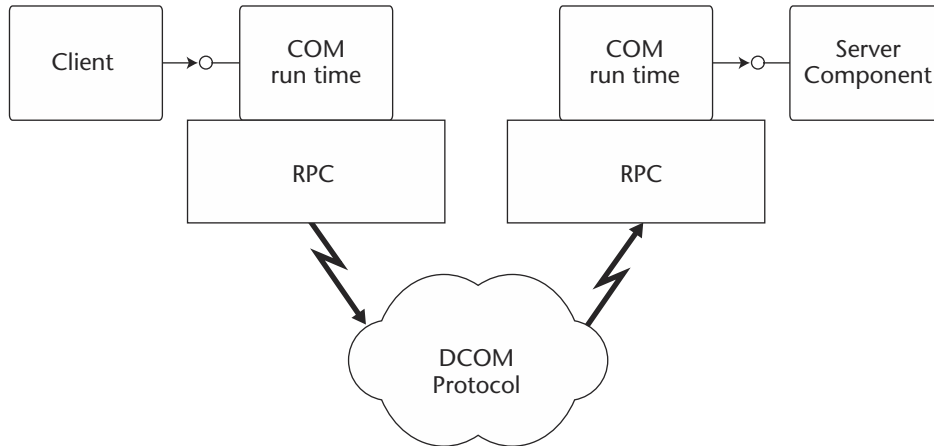 Client
COM
run time
COM
run time
Server
Component
RPC
RPC
DCOM
Protocol